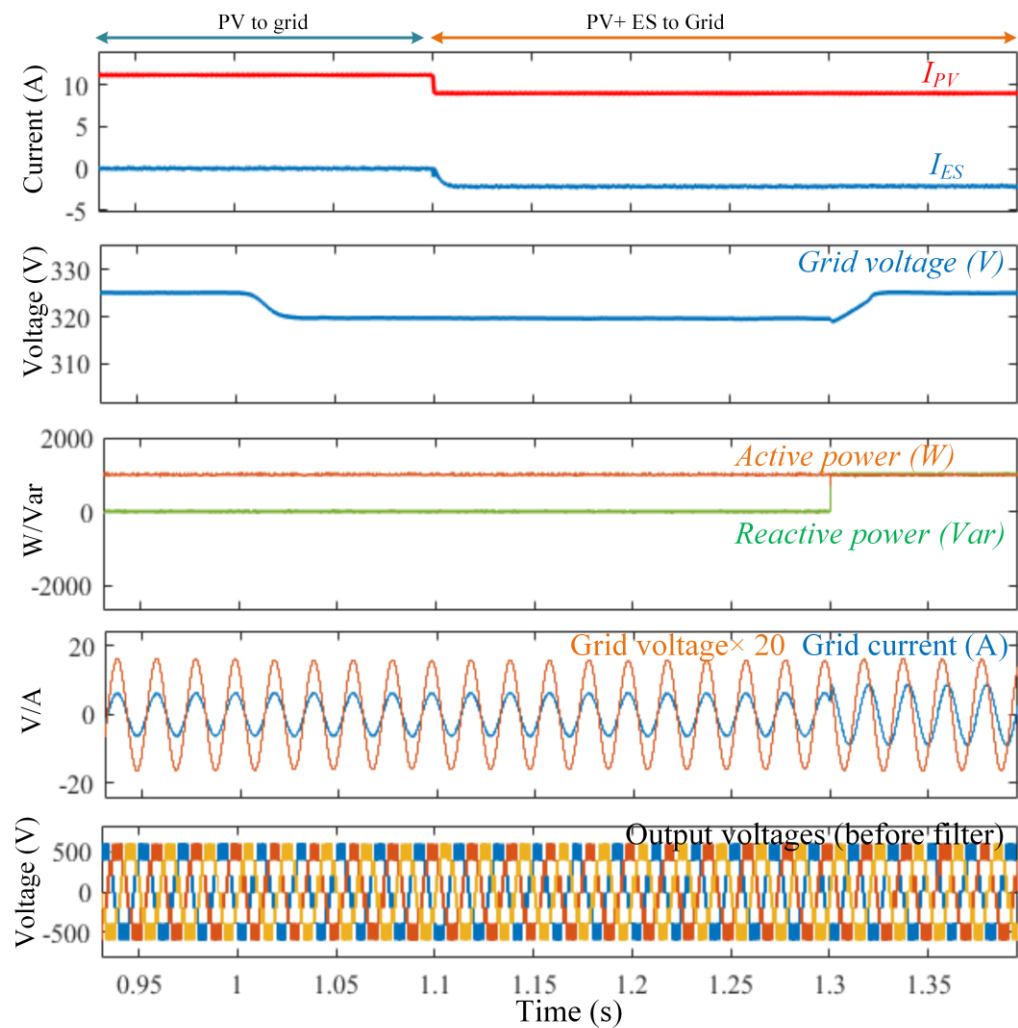 PV to grid
PV+ ES to Grid
Current (A)
10
5
0
-5
I_PV
I_ES
Voltage (V)
330
320
310
Grid voltage (V)
W/Var
2000
0
-2000
Active power (W)
Reactive power (Var)
V/A
20
0
-20
Grid voltage× 20 Grid current (A)
Voltage (V)
500
0
-500
Output voltages (before filter)
0.95 1 1.05 1.1 1.15 1.2 1.25 1.3 1.35
Time (s)